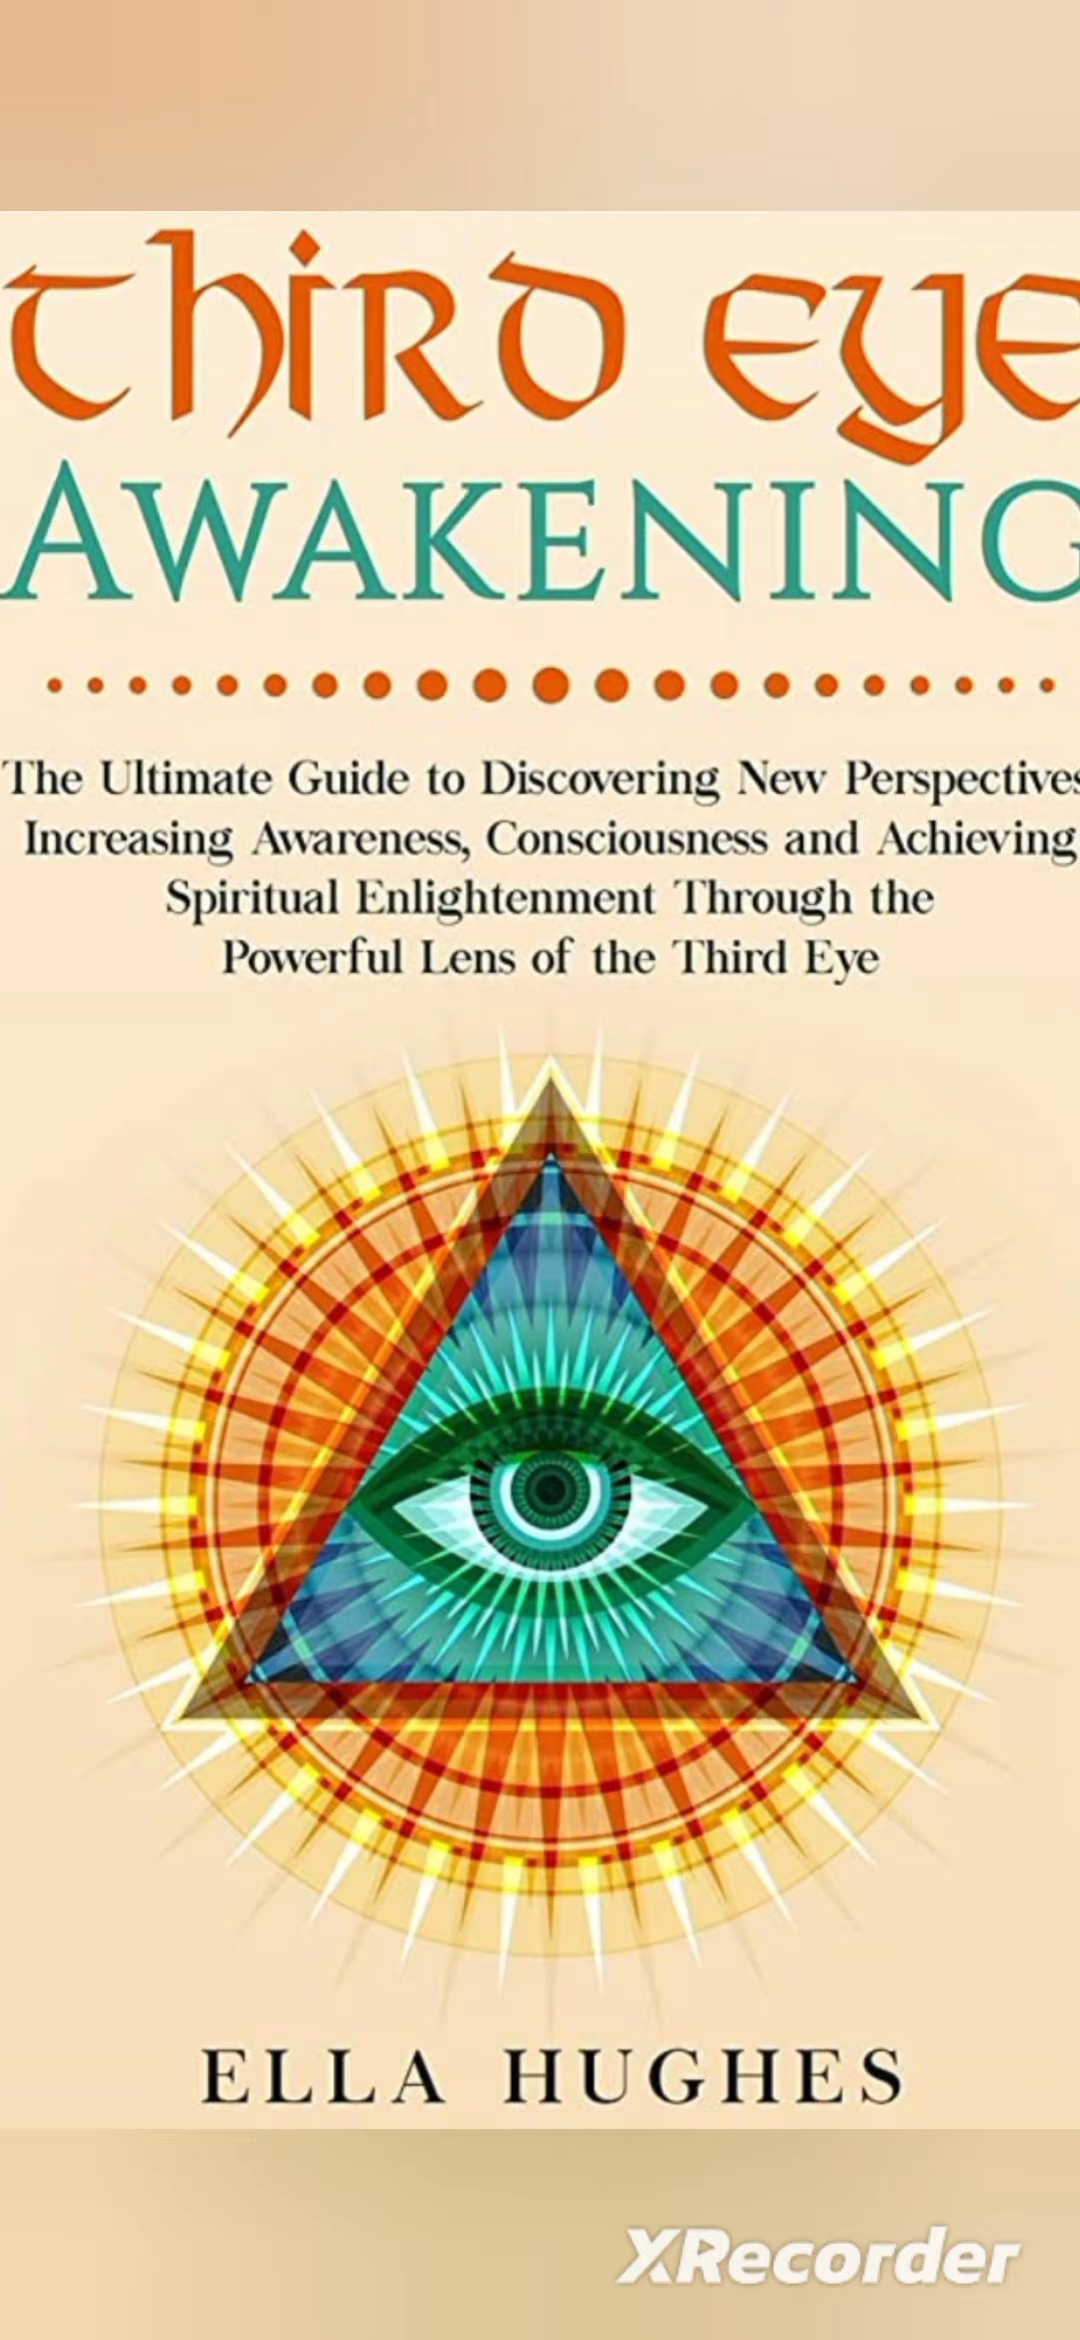 Third Eye
Awakening
The Ultimate Guide to Discovering New Perspectives
Increasing Awareness, Consciousness and Achieving
Spiritual Enlightenment Through the
Powerful Lens of the Third Eye
ELLA HUGHES
XRecorder